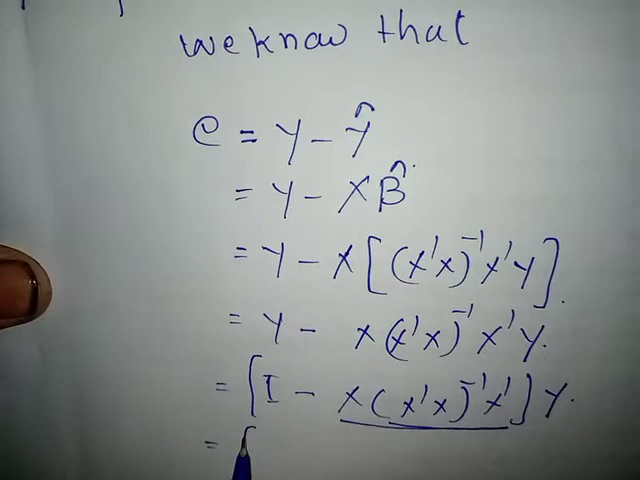 we know that
e = Y - Ŷ
= Y - Xβ̂
= Y - X[(X'X)⁻¹X'Y].
= Y - X(X'X)⁻¹X'Y.
= [I - X(X'X)⁻¹X']Y.
= [